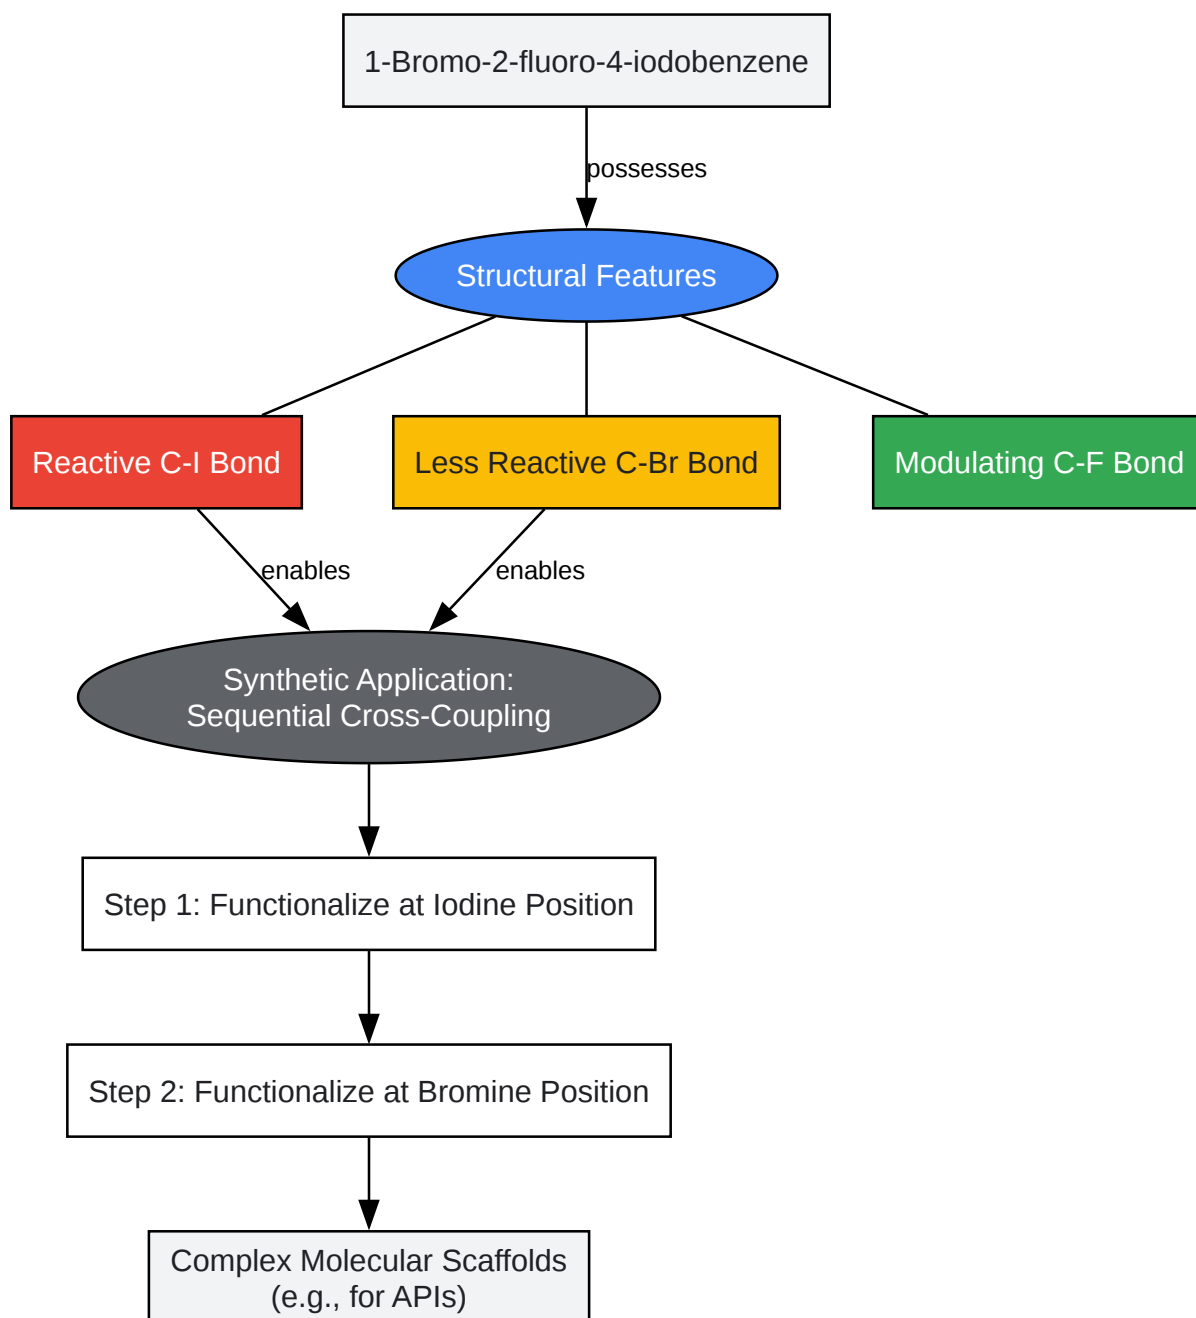 1-Bromo-2-fluoro-4-iodobenzene
possesses
Structural Features
Reactive C-I Bond
Less Reactive C-Br Bond
Modulating C-F Bond
enables
enables
Synthetic Application:
Sequential Cross-Coupling
Step 1: Functionalize at Iodine Position
Step 2: Functionalize at Bromine Position
Complex Molecular Scaffolds
(e.g., for APIs)